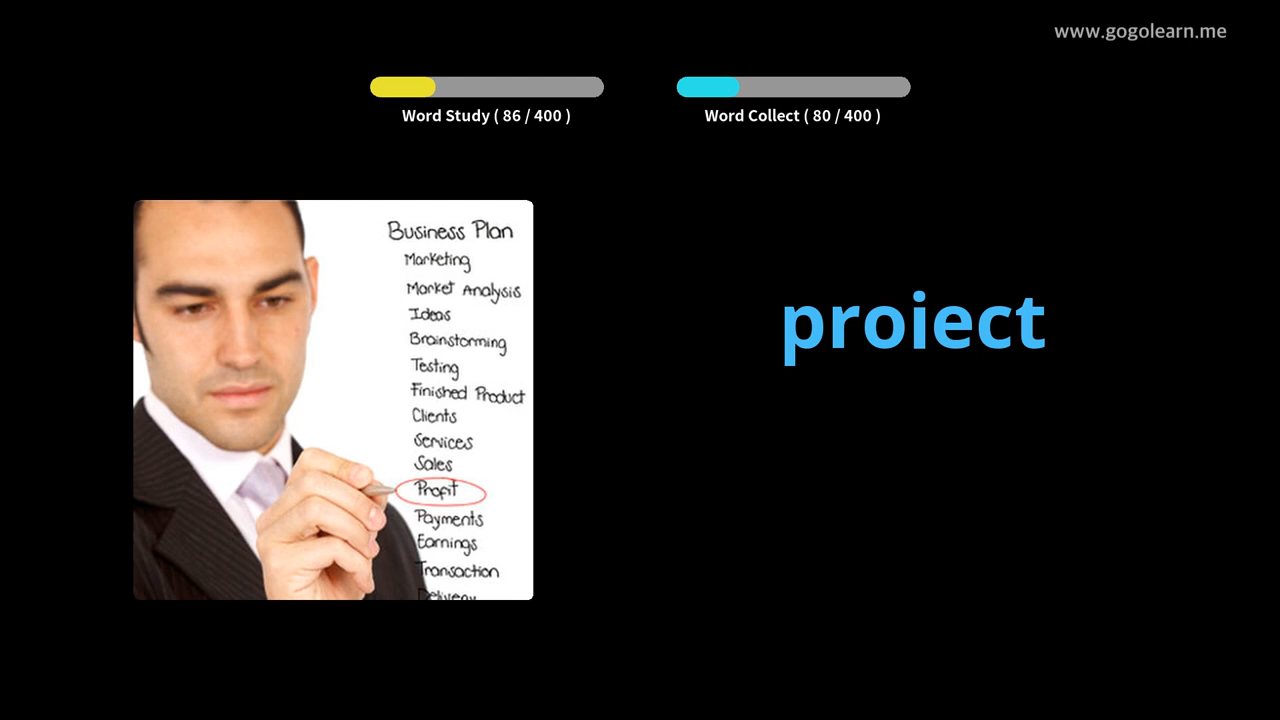 www.gogolearn.me
Word Study ( 86 / 400 )
Word Collect ( 80 / 400 )
Business Plan
Marketing
Market Analysis
Ideas
Brainstorming
Testing
Finished Product
Clients
Services
Sales
Profit
Payments
Earnings
Transaction
Delivery
proiect